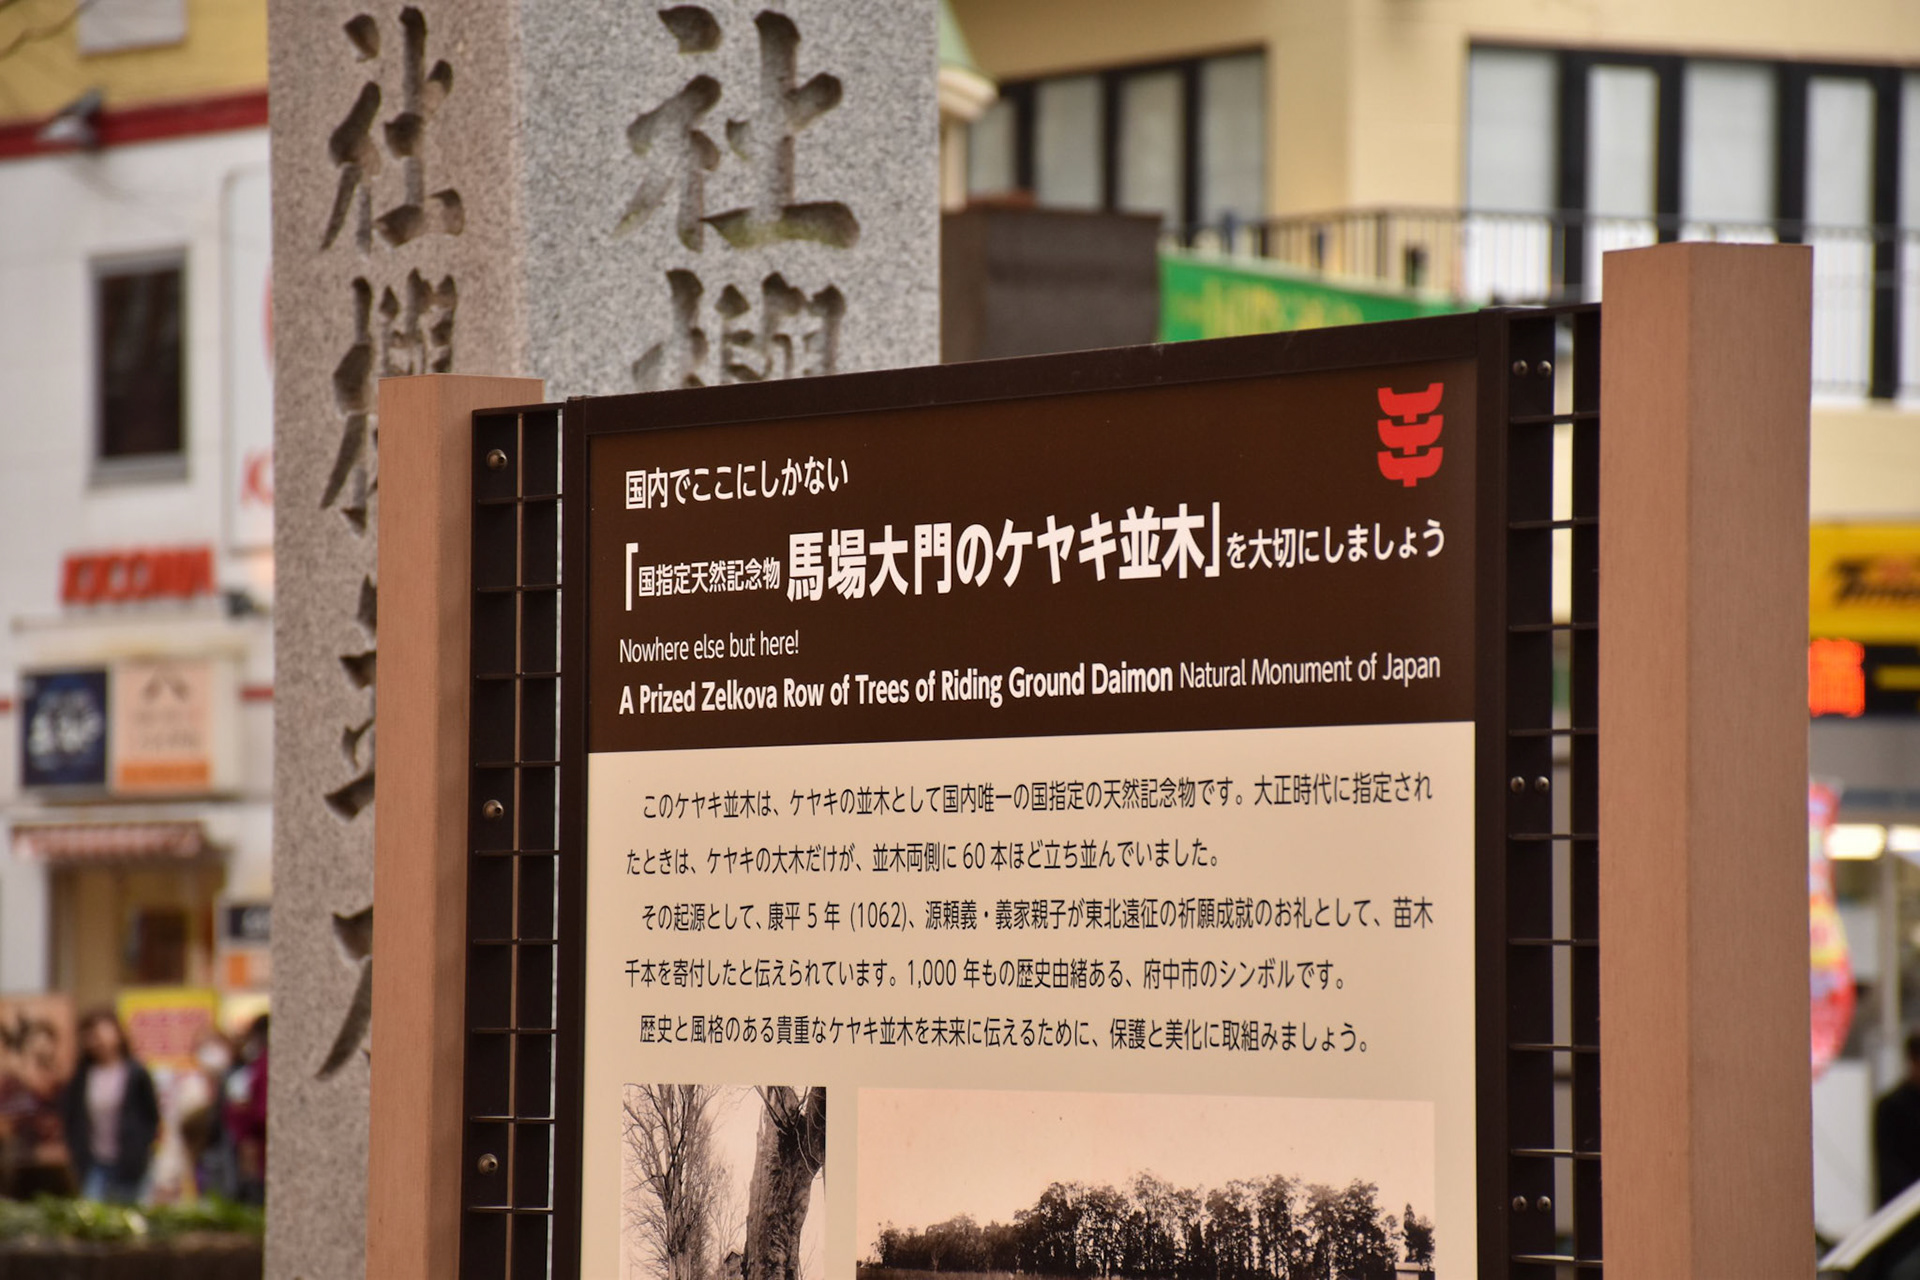 社
社
欅
国内でここにしかない
「国指定天然記念物 馬場大門のケヤキ並木」を大切にしましょう
Nowhere else but here!
A Prized Zelkova Row of Trees of Riding Ground Daimon Natural Monument of Japan
このケヤキ並木は、ケヤキの並木として国内唯一の国指定の天然記念物です。大正時代に指定され
たときは、ケヤキの大木だけが、並木両側に 60 本ほど立ち並んでいました。
その起源として、康平 5 年 (1062)、源頼義・義家親子が東北遠征の祈願成就のお礼として、苗木
千本を寄付したと伝えられています。1,000 年もの歴史由緒ある、府中市のシンボルです。
歴史と風格のある貴重なケヤキ並木を未来に伝えるために、保護と美化に取組みましょう。